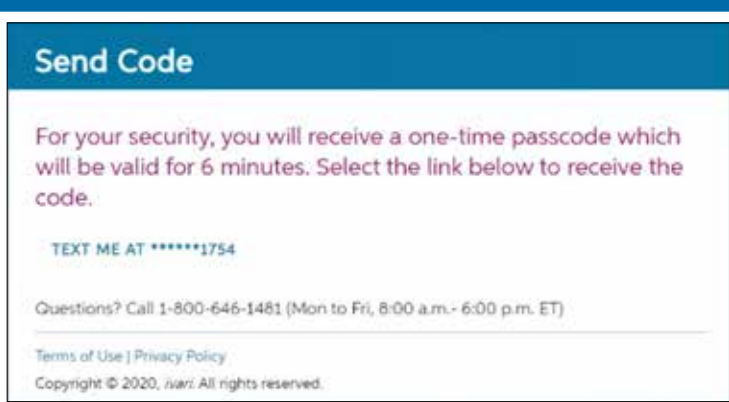 Send Code
For your security, you will receive a one-time passcode which
will be valid for 6 minutes. Select the link below to receive the
code.
TEXT ME AT ******1754
Questions? Call 1-800-646-1481 (Mon to Fri, 8:00 a.m.- 6:00 p.m. ET)
Terms of Use | Privacy Policy
Copyright © 2020, ivari. All rights reserved.